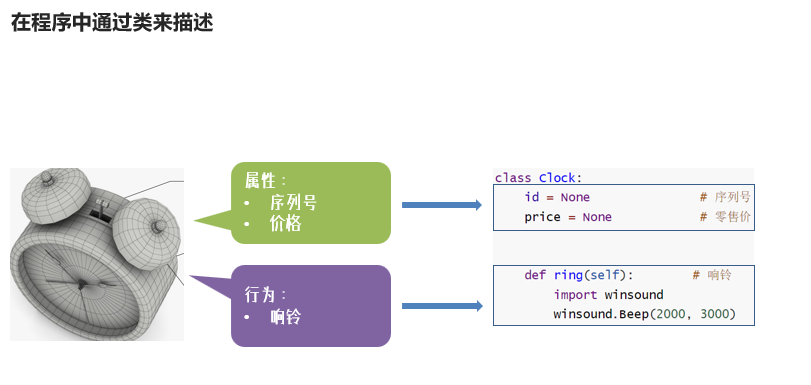 在程序中通过类来描述
属性：
• 序列号
• 价格
行为：
• 响铃
class Clock:
id = None # 序列号
price = None # 零售价
def ring(self): # 响铃
import winsound
winsound.Beep(2000, 3000)